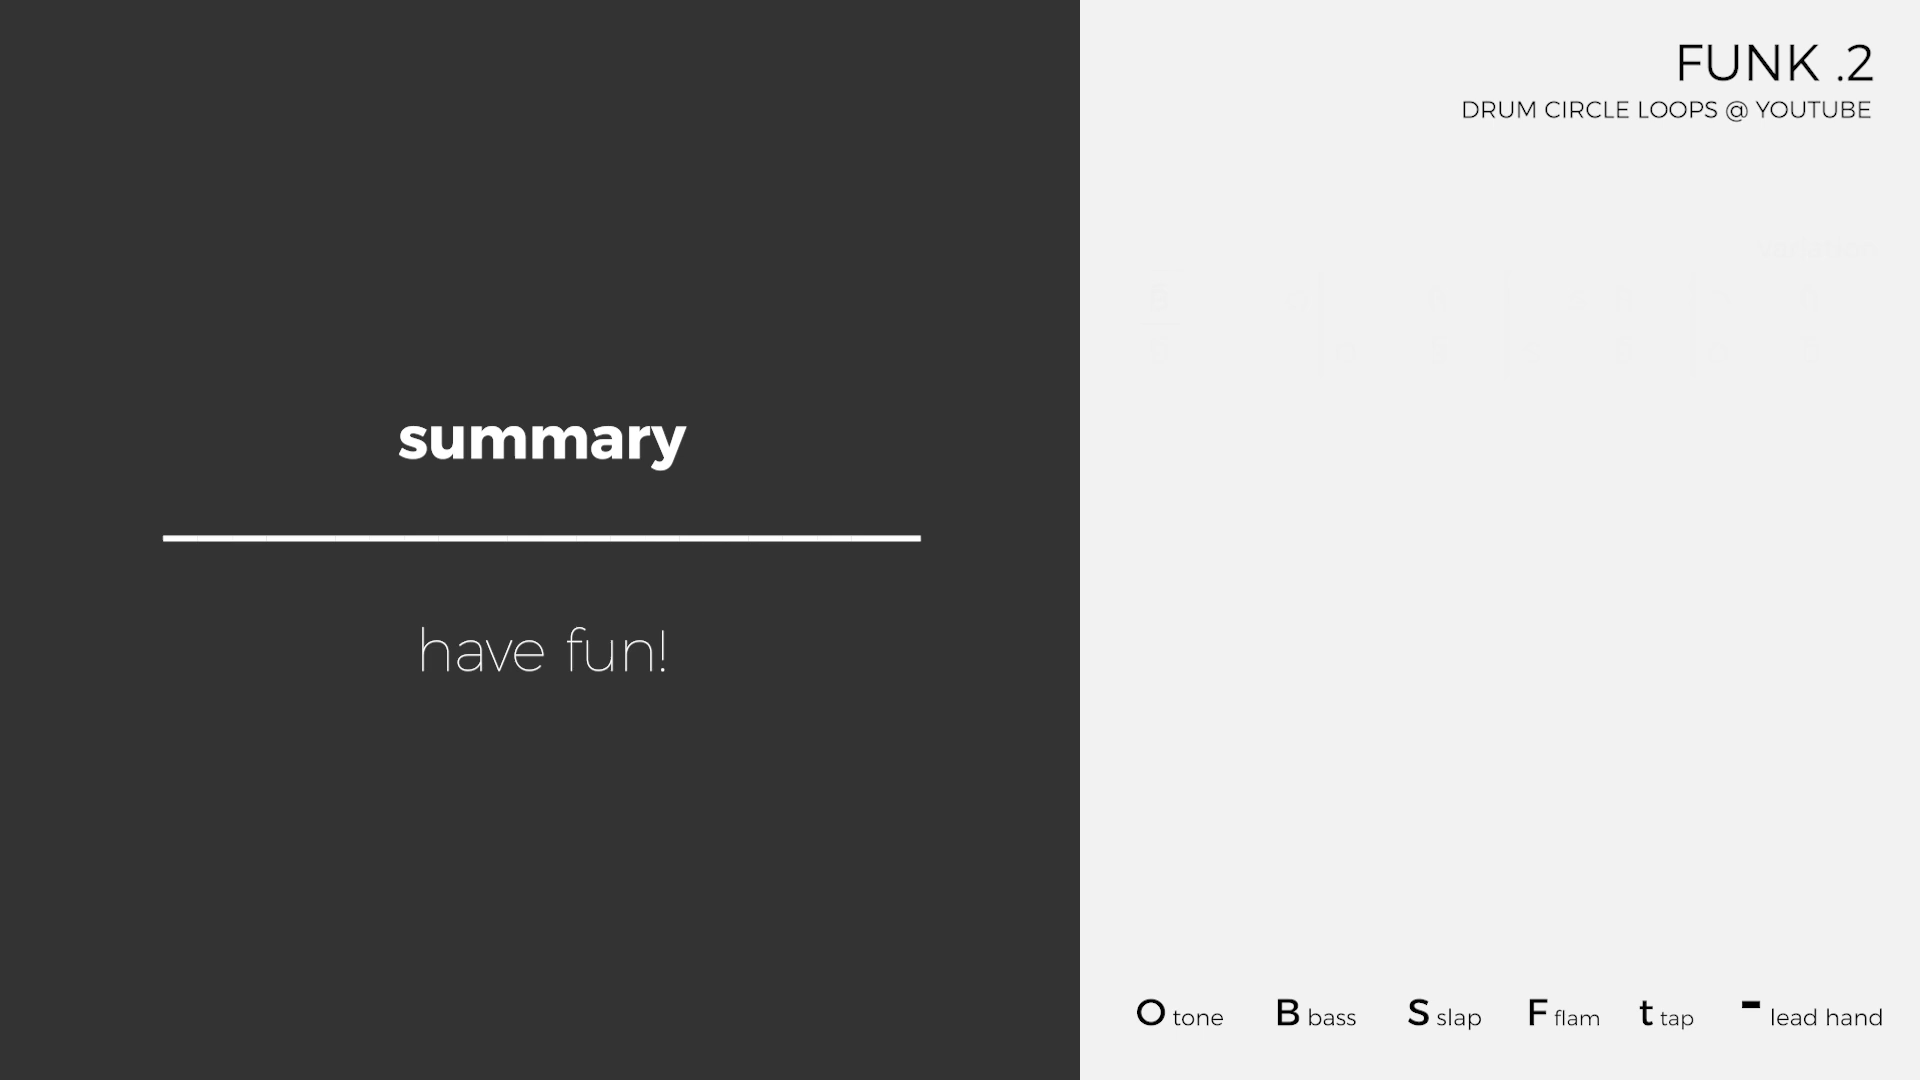 summary
have fun!
FUNK .2
DRUM CIRCLE LOOPS @ YOUTUBE
O tone B bass S slap F flam t tap - lead hand